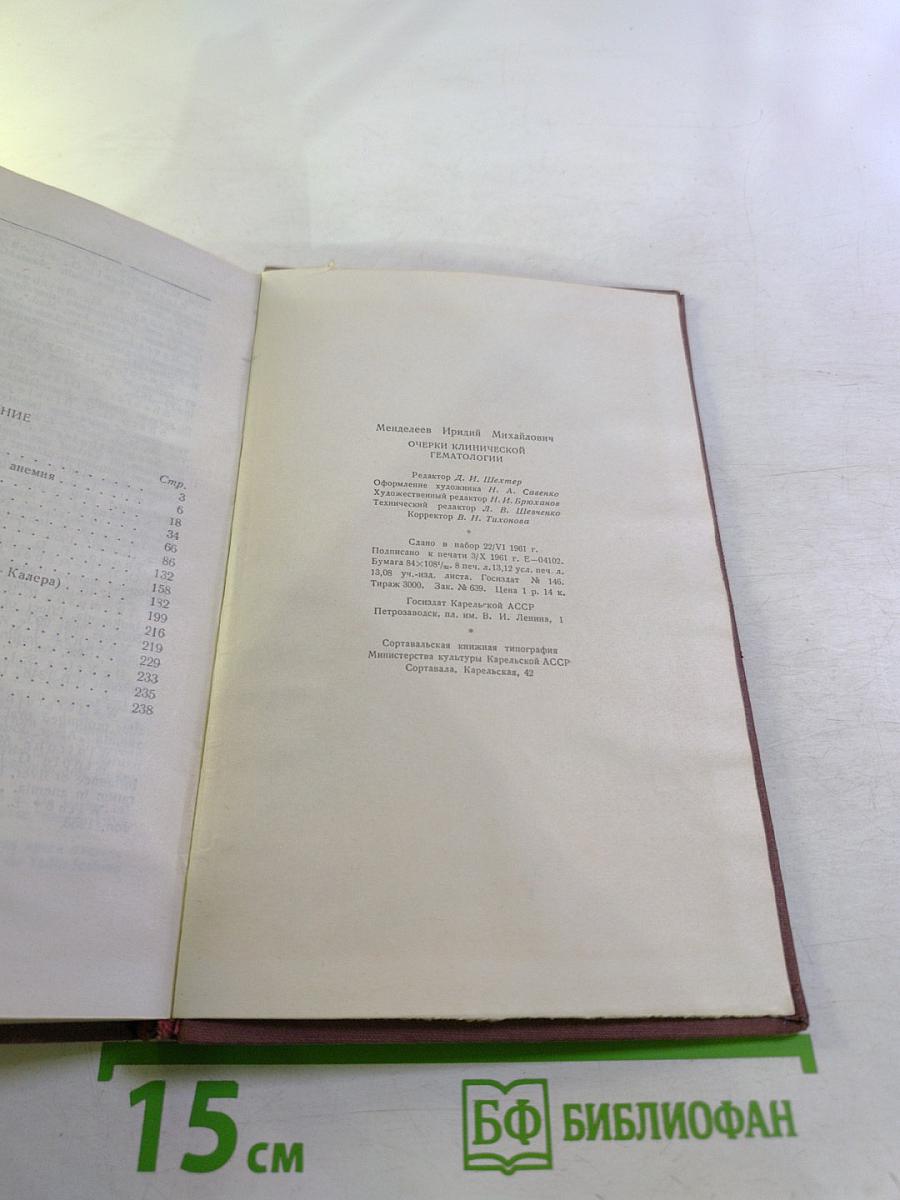 НИЕ
Стр.
3
анемия 6
18
34
66
86
132
Калера) 158
182
199
216
219
229
233
235
238
Менделеев Иридий Михайлович
ОЧЕРКИ КЛИНИЧЕСКОЙ
ГЕМАТОЛОГИИ
Редактор Д. И. Шехтер
Оформление художника Н. А. Савенко
Художественный редактор Н. И. Брюханов
Технический редактор Л. В. Шевченко
Корректор В. Н. Тихонова
*
Сдано в набор 22/VI 1961 г.
Подписано к печати 3/X 1961 г. Е—04102.
Бумага 84×108¹/₃₂. 8 печ. л.13,12 усл. печ. л.
13,08 уч.-изд. листа. Госиздат № 146.
Тираж 3000. Зак. № 639. Цена 1 р. 14 к.
Госиздат Карельской АССР
Петрозаводск, пл. им. В. И. Ленина, 1
*
Сортавальская книжная типография
Министерства культуры Карельской АССР
Сортавала, Карельская, 42
15 см
БФ БИБЛИОФАН